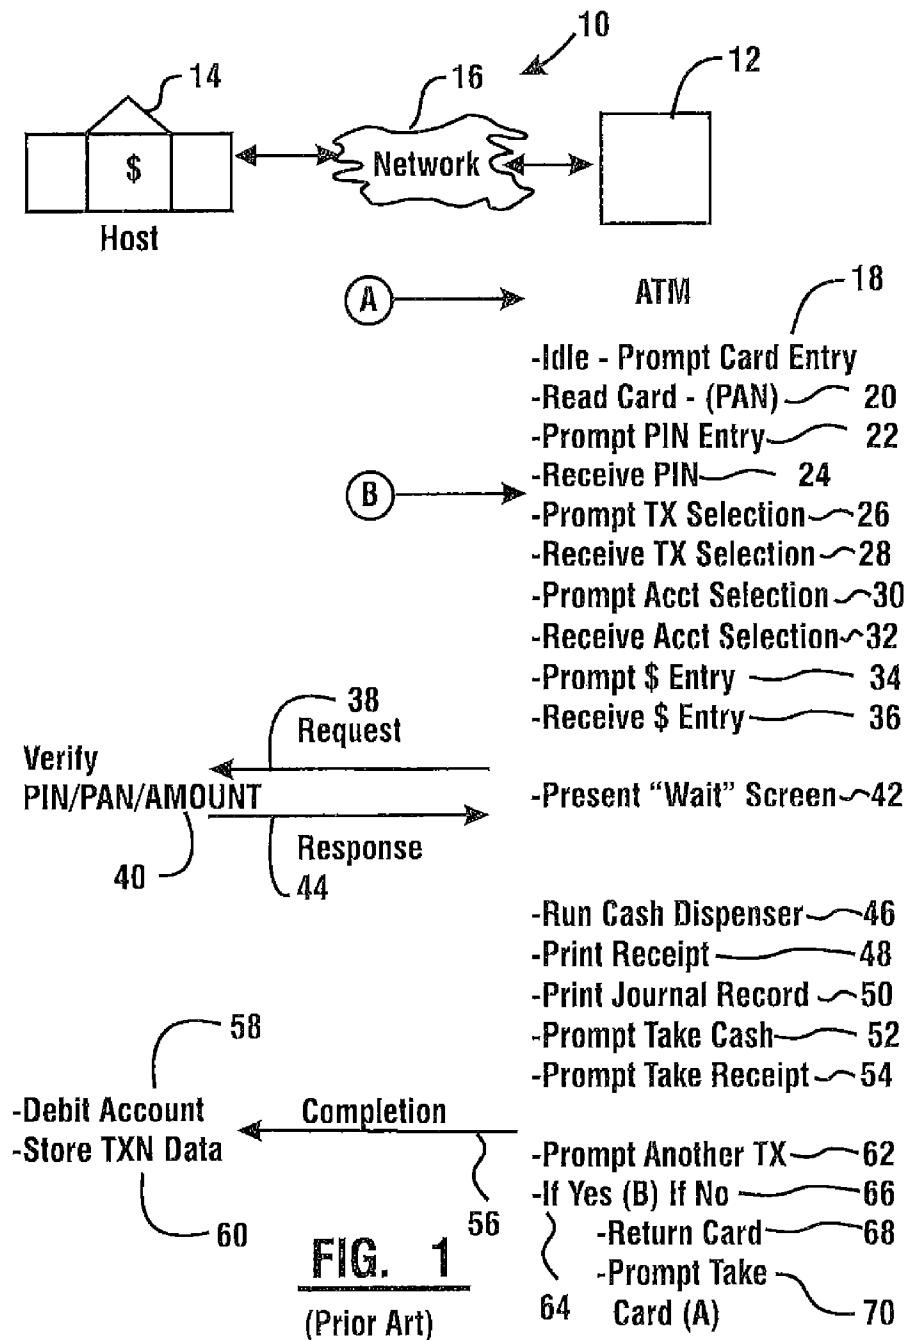 10
14
16
12
$
Network
Host
A
ATM
18
-Idle - Prompt Card Entry
-Read Card - (PAN) 20
-Prompt PIN Entry 22
-Receive PIN 24
B
-Prompt TX Selection 26
-Receive TX Selection 28
-Prompt Acct Selection 30
-Receive Acct Selection 32
-Prompt $ Entry 34
-Receive $ Entry 36
38
Request
Verify
PIN/PAN/AMOUNT
-Present “Wait” Screen 42
Response
40
44
-Run Cash Dispenser 46
-Print Receipt 48
-Print Journal Record 50
-Prompt Take Cash 52
-Prompt Take Receipt 54
58
-Debit Account
-Store TXN Data
Completion
60
56
-Prompt Another TX 62
-If Yes (B) If No 66
-Return Card 68
-Prompt Take
Card (A) 70
64
FIG. 1
(Prior Art)